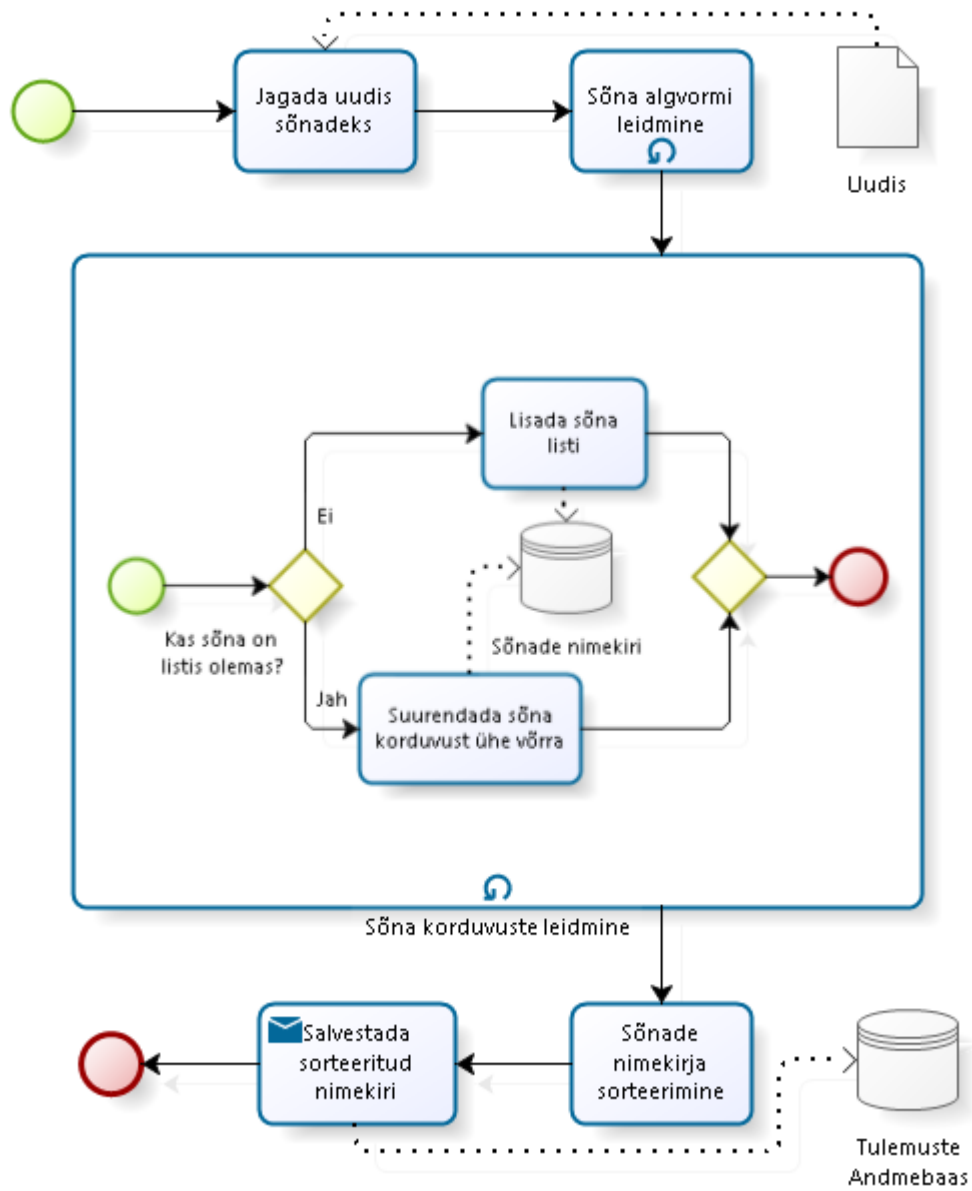 Jagada uudis
sõnadeks
Sõna algvormi
leidmine
Uudis
Lisada sõna
listi
Ei
Kas sõna on
listis olemas?
Sõnade nimekiri
Jah
Suurendada sõna
korduvust ühe võrra
Sõna korduvuste leidmine
Salvestada
sorteeritud
nimekiri
Sõnade
nimekirja
sorteerimine
Tulemuste
Andmebaas